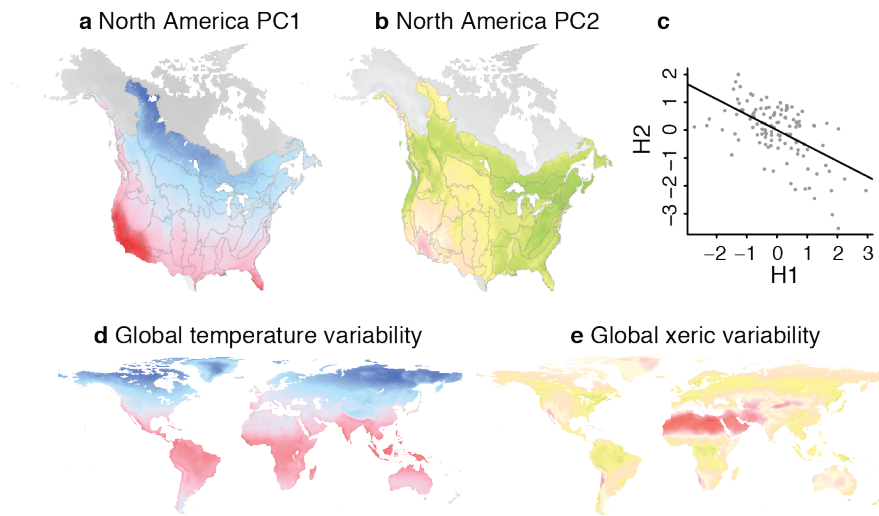 a North America PC1
b North America PC2
c
2
1
0
−1
−2
−3
H2
−2 −1 0 1 2 3
H1
d Global temperature variability
e Global xeric variability